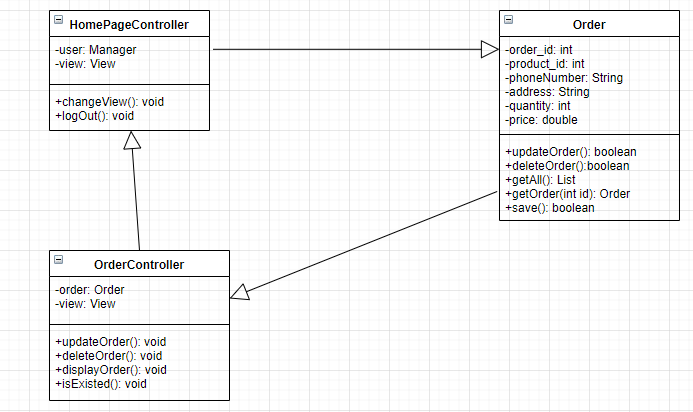 HomePageController
-user: Manager
-view: View
+changeView(): void
+logOut(): void
Order
-order_id: int
-product_id: int
-phoneNumber: String
-address: String
-quantity: int
-price: double
+updateOrder(): boolean
+deleteOrder():boolean
+getAll(): List
+getOrder(int id): Order
+save(): boolean
OrderController
-order: Order
-view: View
+updateOrder(): void
+deleteOrder(): void
+displayOrder(): void
+isExisted(): void